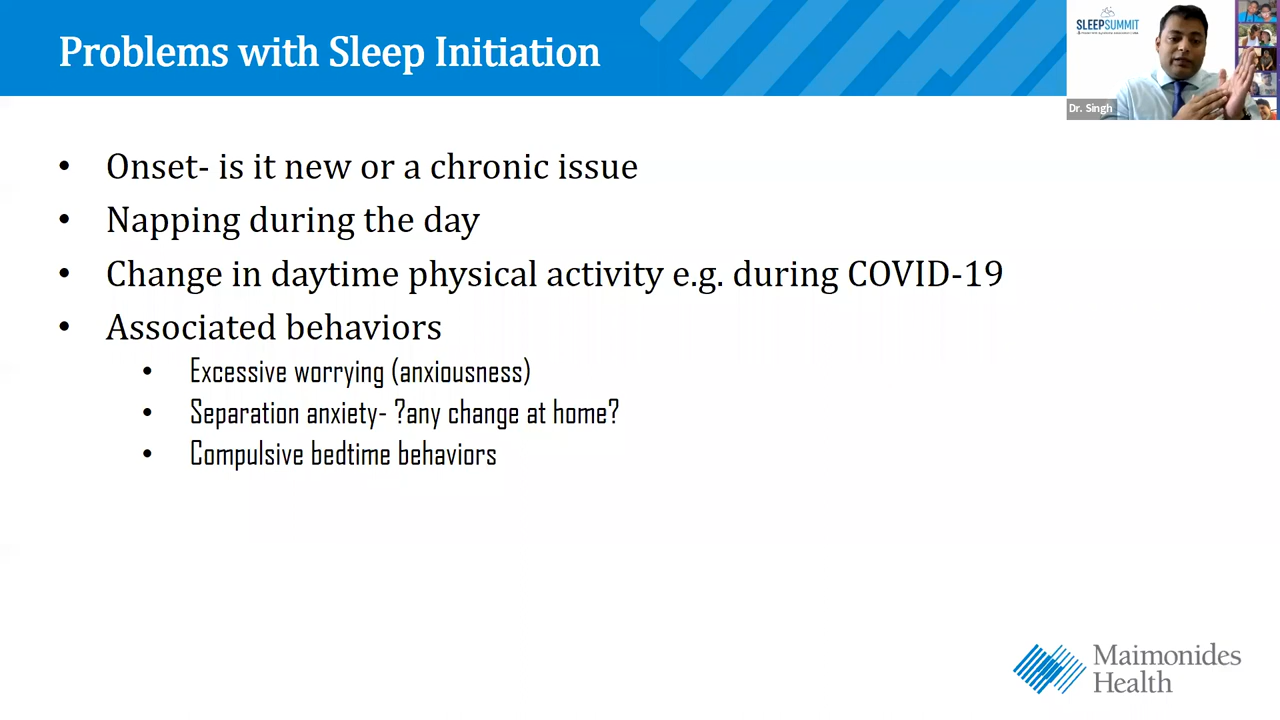 Problems with Sleep Initiation
SLEEPSUMMIT
Dr. Singh
• Onset- is it new or a chronic issue
• Napping during the day
• Change in daytime physical activity e.g. during COVID-19
• Associated behaviors
• Excessive worrying (anxiousness)
• Separation anxiety- ?any change at home?
• Compulsive bedtime behaviors
Maimonides
Health